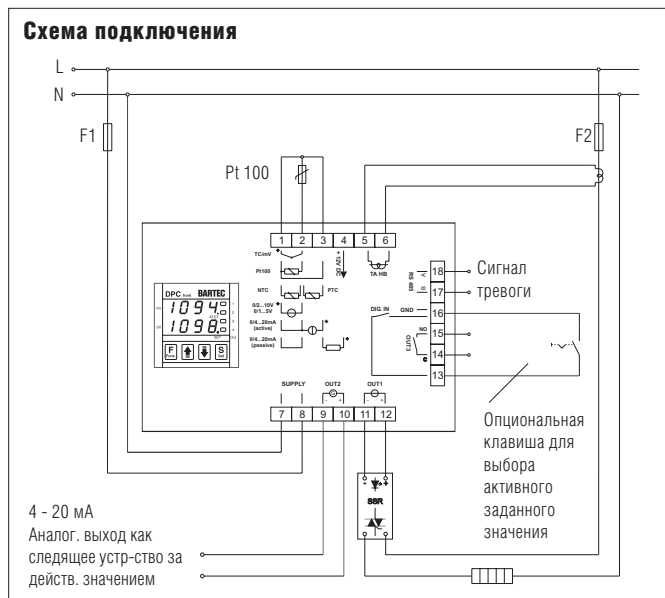 Схема подключения
L
N
F1
F2
Pt 100
1 2 3 4 5 6
TC/mV
+
+ 12V DC
Pt100
TA HB
NTC
PTC
0/2...10V
0/1...5V
+
0/4...20mA
(active)
+
0/4...20mA
(passive)
+
DPC
BARTEC
1094
1098
F
S
RS 485
A
B
18
17
16
15
14
13
Сигнал
тревоги
DIG. IN
GND
NO
OUT3
C
SUPPLY
OUT2
OUT1
- +
- +
7 8 9 10 11 12
- +
SSR
Опциональная
клавиша для
выбора
активного
заданного
значения
4 - 20 мА
Аналог. выход как
следящее устр-ство за
действ. значением